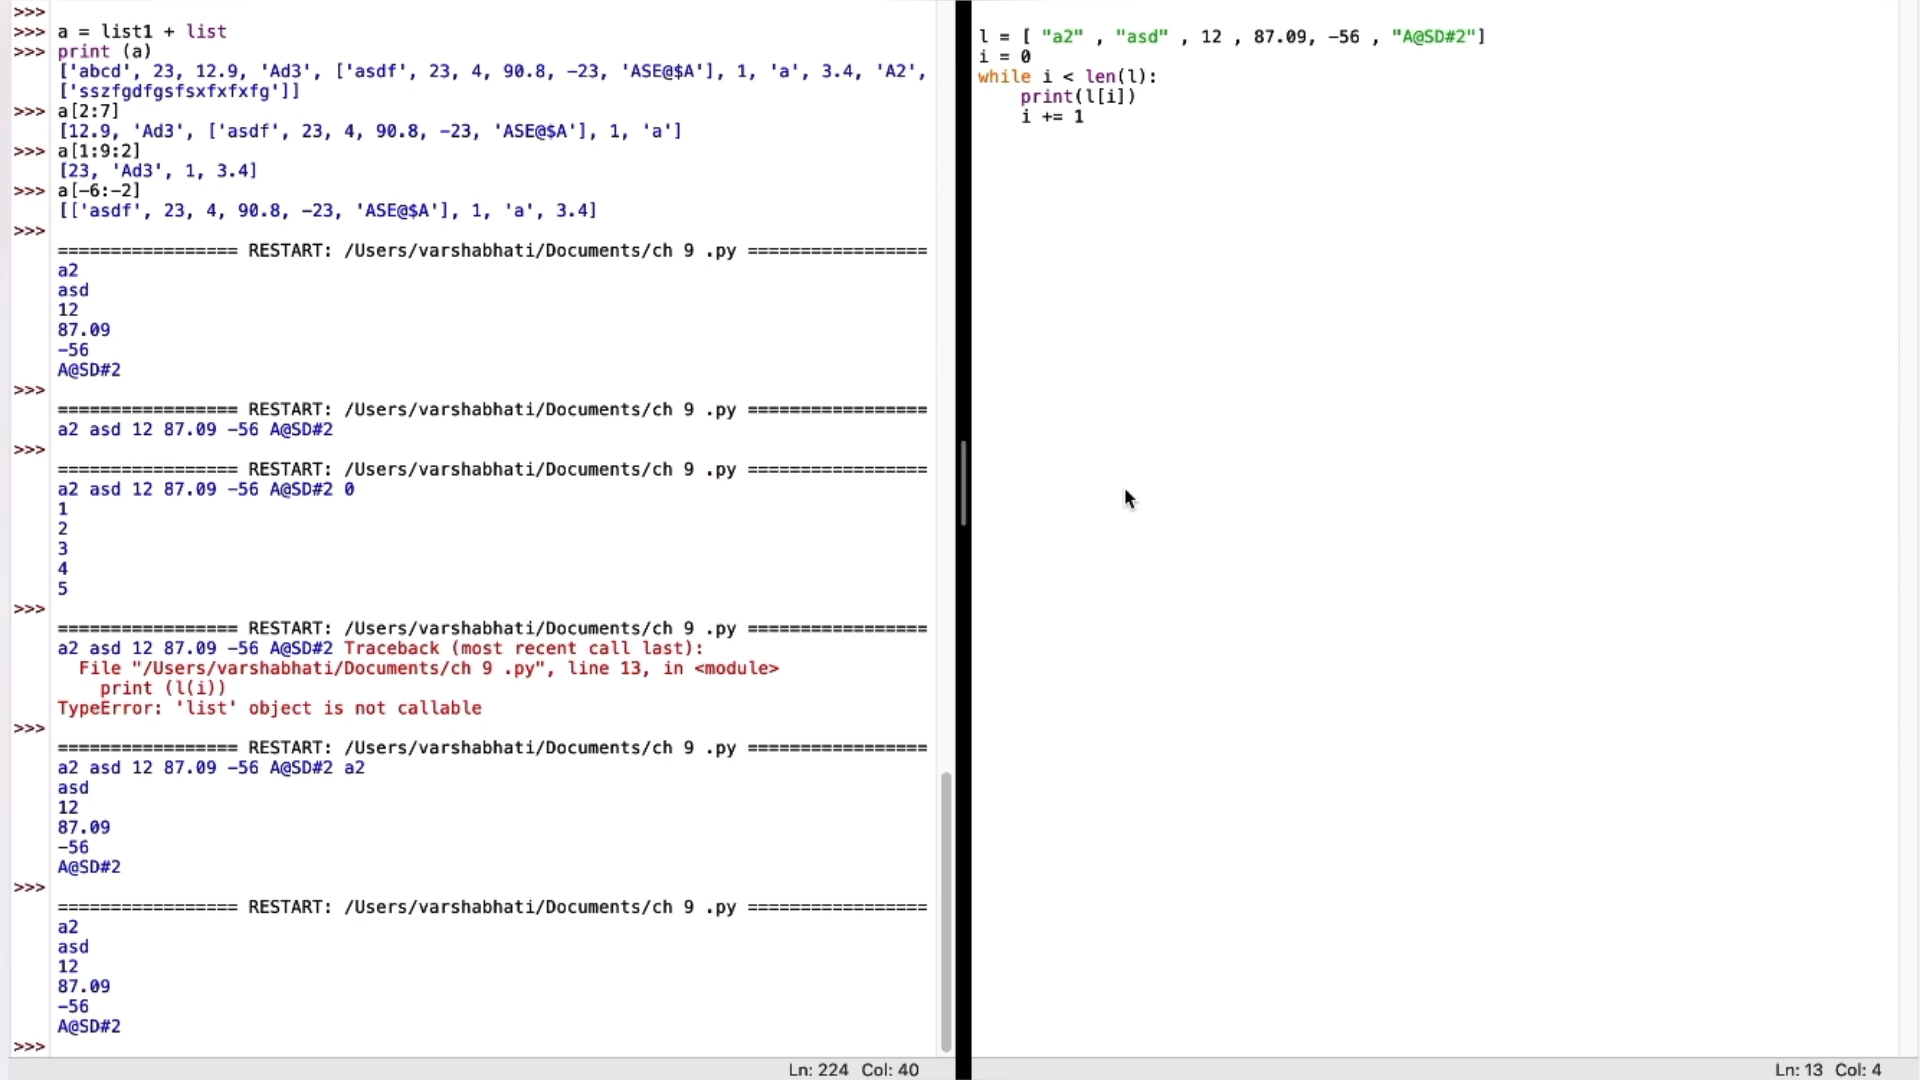 >>>
>>> a = list1 + list
>>> print (a)
['abcd', 23, 12.9, 'Ad3', ['asdf', 23, 4, 90.8, -23, 'ASE@$A'], 1, 'a', 3.4, 'A2',
['sszfgdfgsfsxfxfxfg']]
>>> a[2:7]
[12.9, 'Ad3', ['asdf', 23, 4, 90.8, -23, 'ASE@$A'], 1, 'a']
>>> a[1:9:2]
[23, 'Ad3', 1, 3.4]
>>> a[-6:-2]
[['asdf', 23, 4, 90.8, -23, 'ASE@$A'], 1, 'a', 3.4]
>>>
================= RESTART: /Users/varshabhati/Documents/ch 9 .py =================
a2
asd
12
87.09
-56
A@SD#2
>>>
================= RESTART: /Users/varshabhati/Documents/ch 9 .py =================
a2 asd 12 87.09 -56 A@SD#2
>>>
================= RESTART: /Users/varshabhati/Documents/ch 9 .py =================
a2 asd 12 87.09 -56 A@SD#2 0
1
2
3
4
5
>>>
================= RESTART: /Users/varshabhati/Documents/ch 9 .py =================
a2 asd 12 87.09 -56 A@SD#2 Traceback (most recent call last):
  File "/Users/varshabhati/Documents/ch 9 .py", line 13, in <module>
    print (l(i))
TypeError: 'list' object is not callable
>>>
================= RESTART: /Users/varshabhati/Documents/ch 9 .py =================
a2 asd 12 87.09 -56 A@SD#2 a2
asd
12
87.09
-56
A@SD#2
>>>
================= RESTART: /Users/varshabhati/Documents/ch 9 .py =================
a2
asd
12
87.09
-56
A@SD#2
>>>
Ln: 224 Col: 40
l = [ "a2" , "asd" , 12 , 87.09, -56 , "A@SD#2"]
i = 0
while i < len(l):
    print(l[i])
    i += 1
Ln: 13 Col: 4